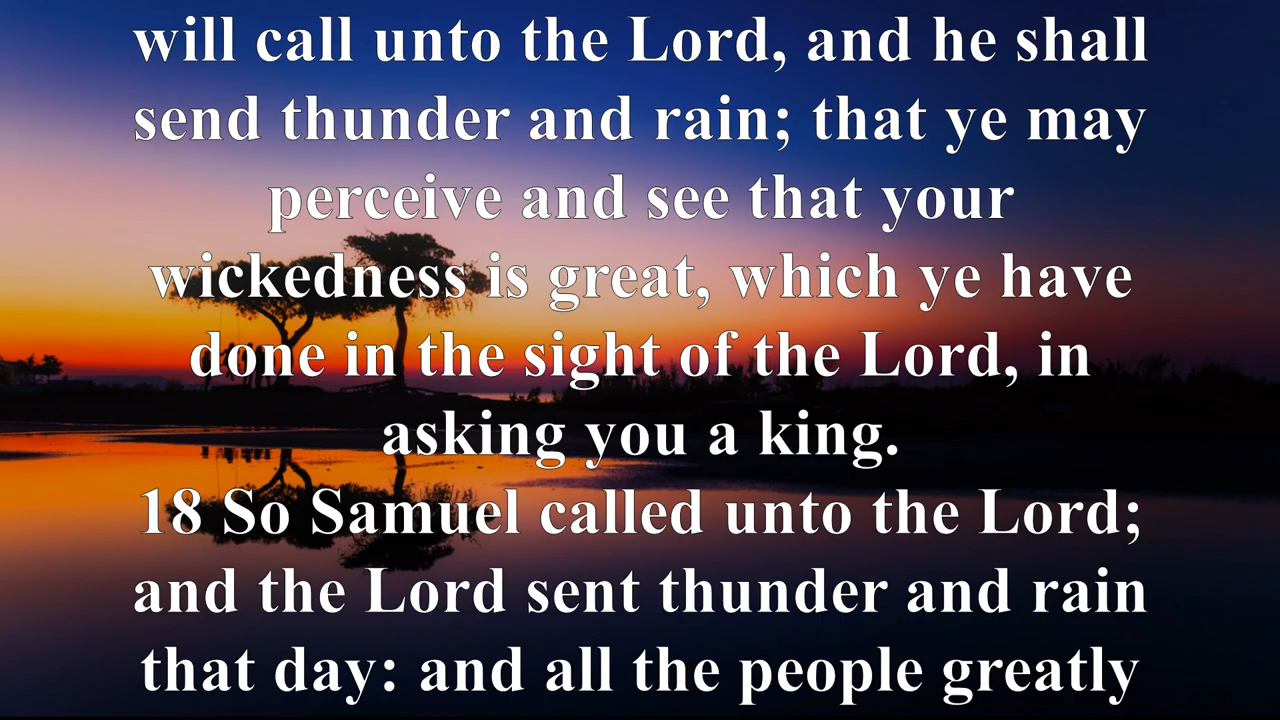 will call unto the Lord, and he shall
send thunder and rain; that ye may
perceive and see that your
wickedness is great, which ye have
done in the sight of the Lord, in
asking you a king.
18 So Samuel called unto the Lord;
and the Lord sent thunder and rain
that day: and all the people greatly